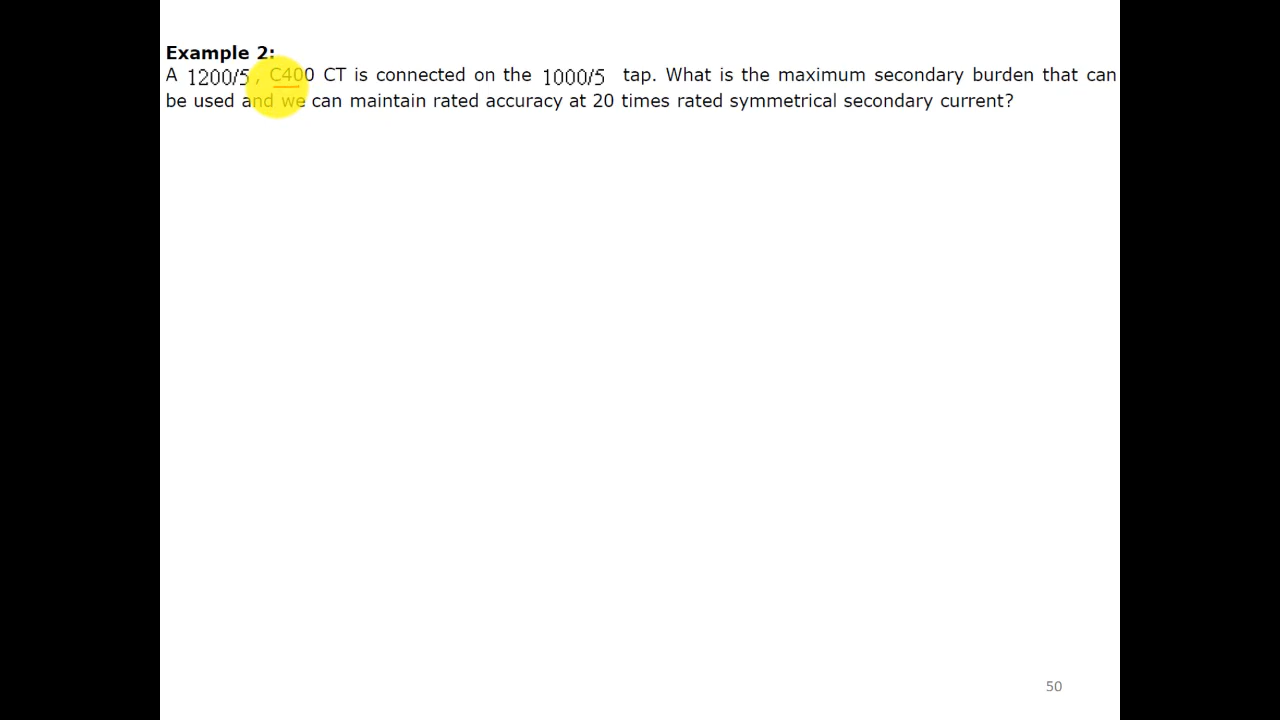 Example 2:
A 1200/5 , C400 CT is connected on the 1000/5 tap. What is the maximum secondary burden that can
be used and we can maintain rated accuracy at 20 times rated symmetrical secondary current?
50